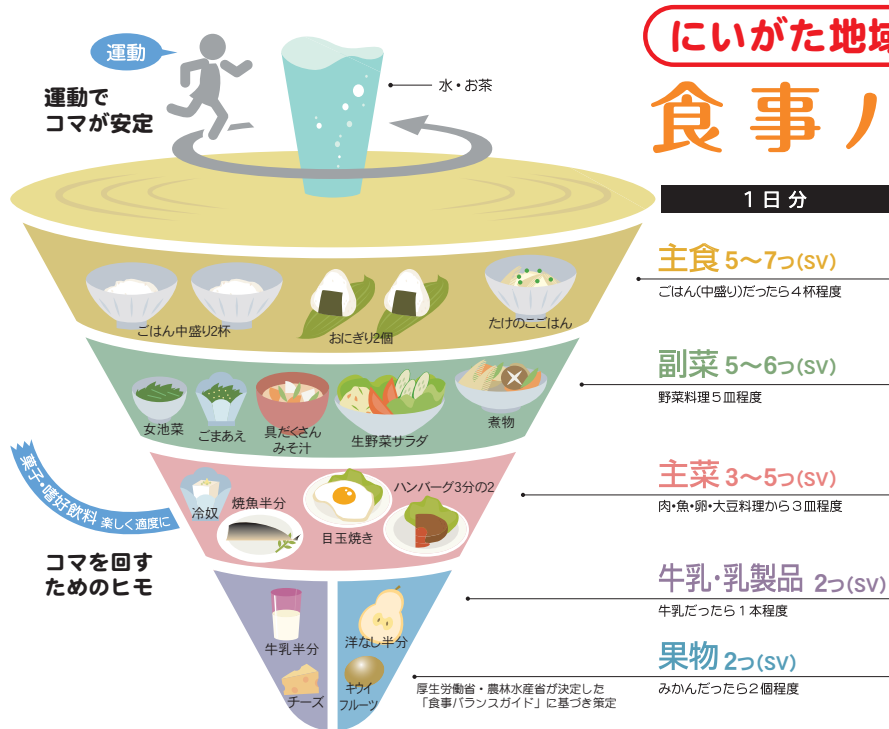 にいがた地域
食事
運動
運動で
コマが安定
水・お茶
1日分
主食 5〜7つ(SV)
ごはん(中盛り)だったら4杯程度
ごはん中盛り2杯
おにぎり2個
たけのこごはん
副菜 5〜6つ(SV)
野菜料理5皿程度
女池菜
ごまあえ
具だくさん
みそ汁
生野菜サラダ
煮物
主菜 3〜5つ(SV)
肉・魚・卵・大豆料理から3皿程度
冷奴
焼魚半分
目玉焼き
ハンバーグ3分の2
菓子・嗜好飲料 楽しく適度に
コマを回す
ためのヒモ
牛乳・乳製品 2つ(SV)
牛乳だったら1本程度
牛乳半分
チーズ
果物 2つ(SV)
みかんだったら2個程度
洋なし半分
キウイ
フルーツ
厚生労働省・農林水産省が決定した
「食事バランスガイド」に基づき策定